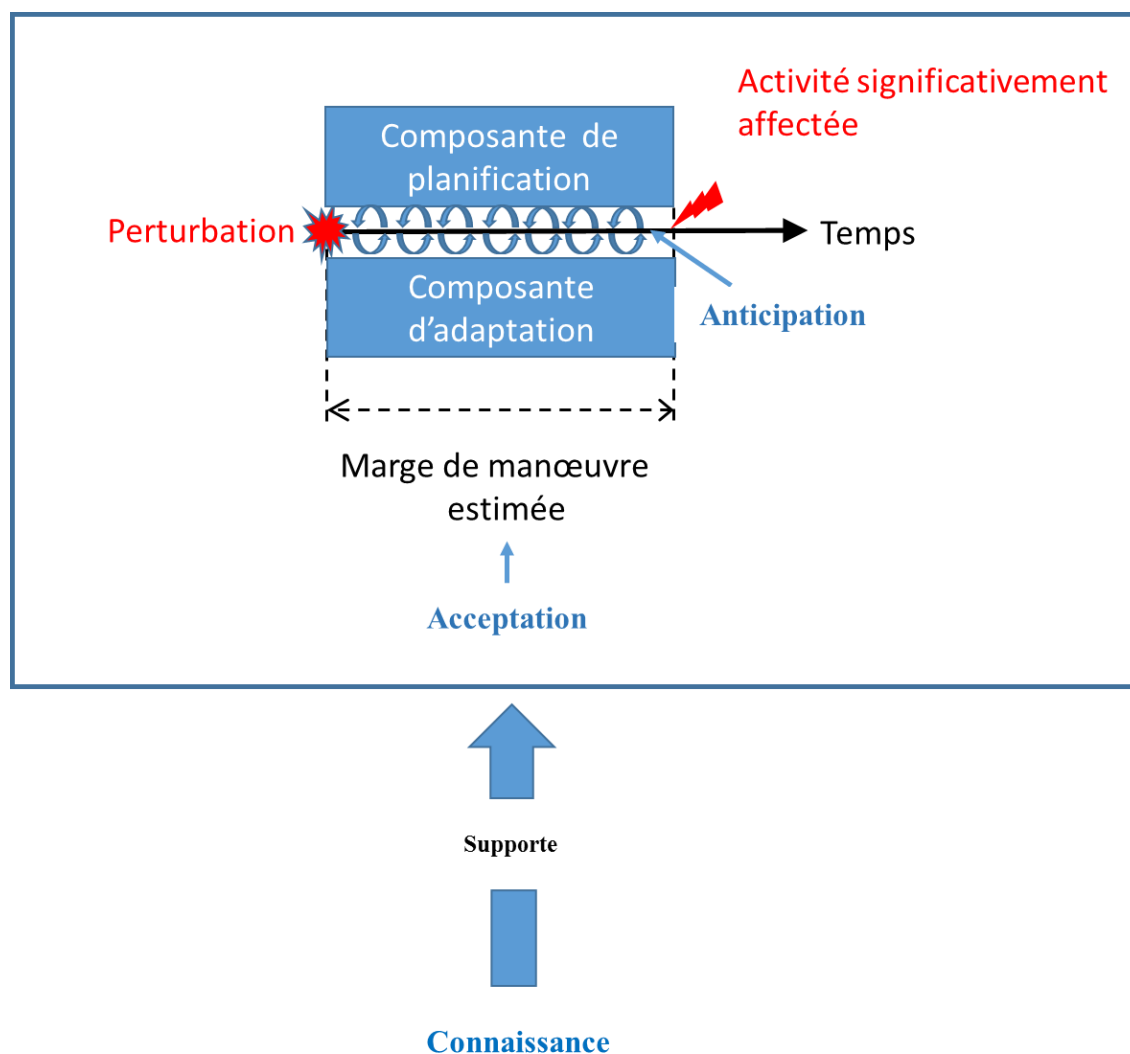 Activité significativement
affectée
Composante de
planification
Perturbation
Temps
Composante
d’adaptation
Anticipation
Marge de manœuvre
estimée
Acceptation
Supporte
Connaissance